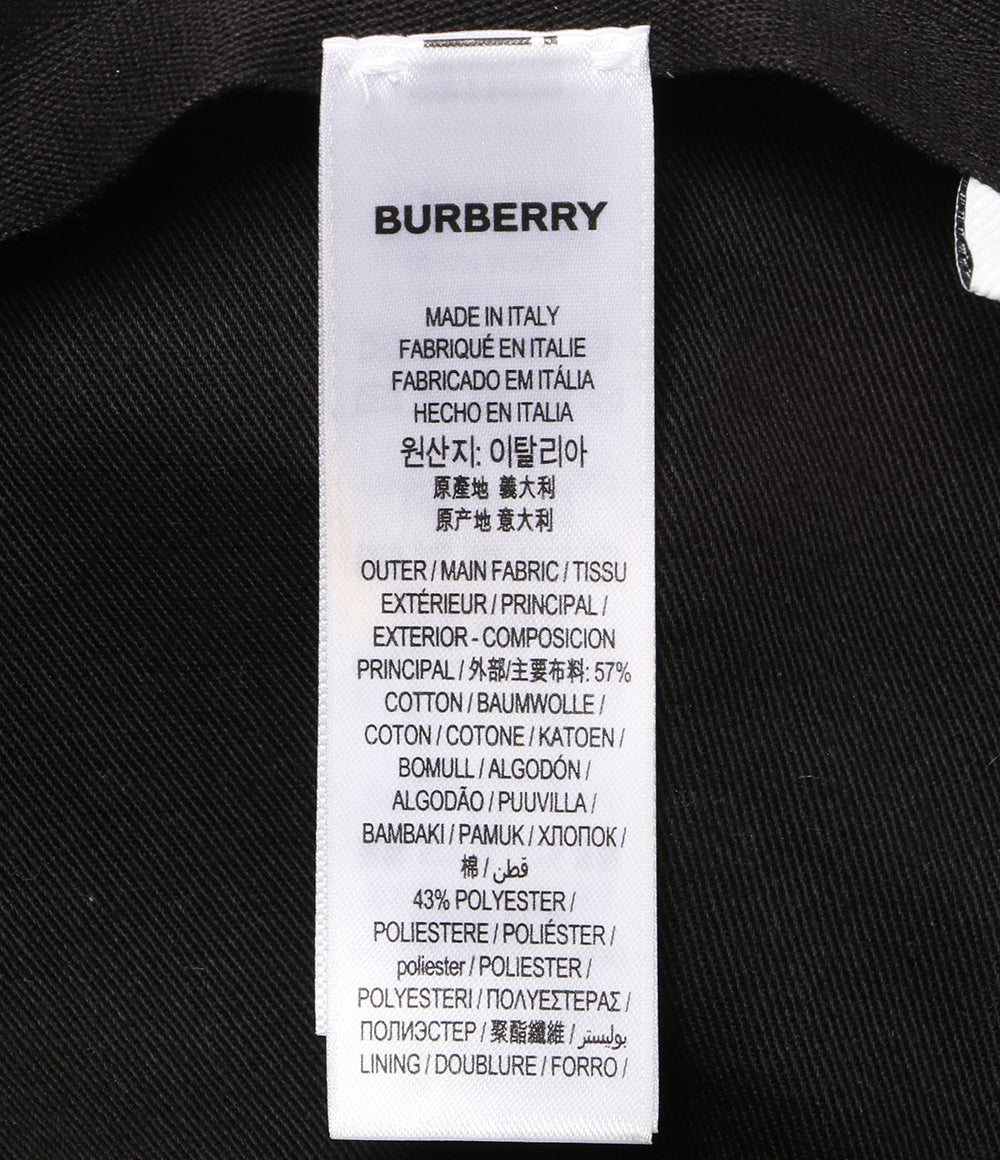 BURBERRY
MADE IN ITALY
FABRIQUÉ EN ITALIE
FABRICADO EM ITÁLIA
HECHO EN ITALIA
원산지: 이탈리아
原產地 義大利
原产地 意大利
OUTER / MAIN FABRIC / TISSU
EXTÉRIEUR / PRINCIPAL /
EXTERIOR - COMPOSICION
PRINCIPAL / 外部/主要布料: 57%
COTTON / BAUMWOLLE /
COTON / COTONE / KATOEN /
BOMULL / ALGODÓN /
ALGODÃO / PUUVILLA /
BAMBAKI / PAMUK / ХЛОПОК /
棉 / قطن
43% POLYESTER /
POLIESTERE / POLIÉSTER /
poliester / POLIESTER /
POLYESTERI / ΠΟΛΥΕΣΤΕΡΑΣ /
ПОЛИЭСТЕР / 聚酯纖維 / بوليستر
LINING / DOUBLURE / FORRO /